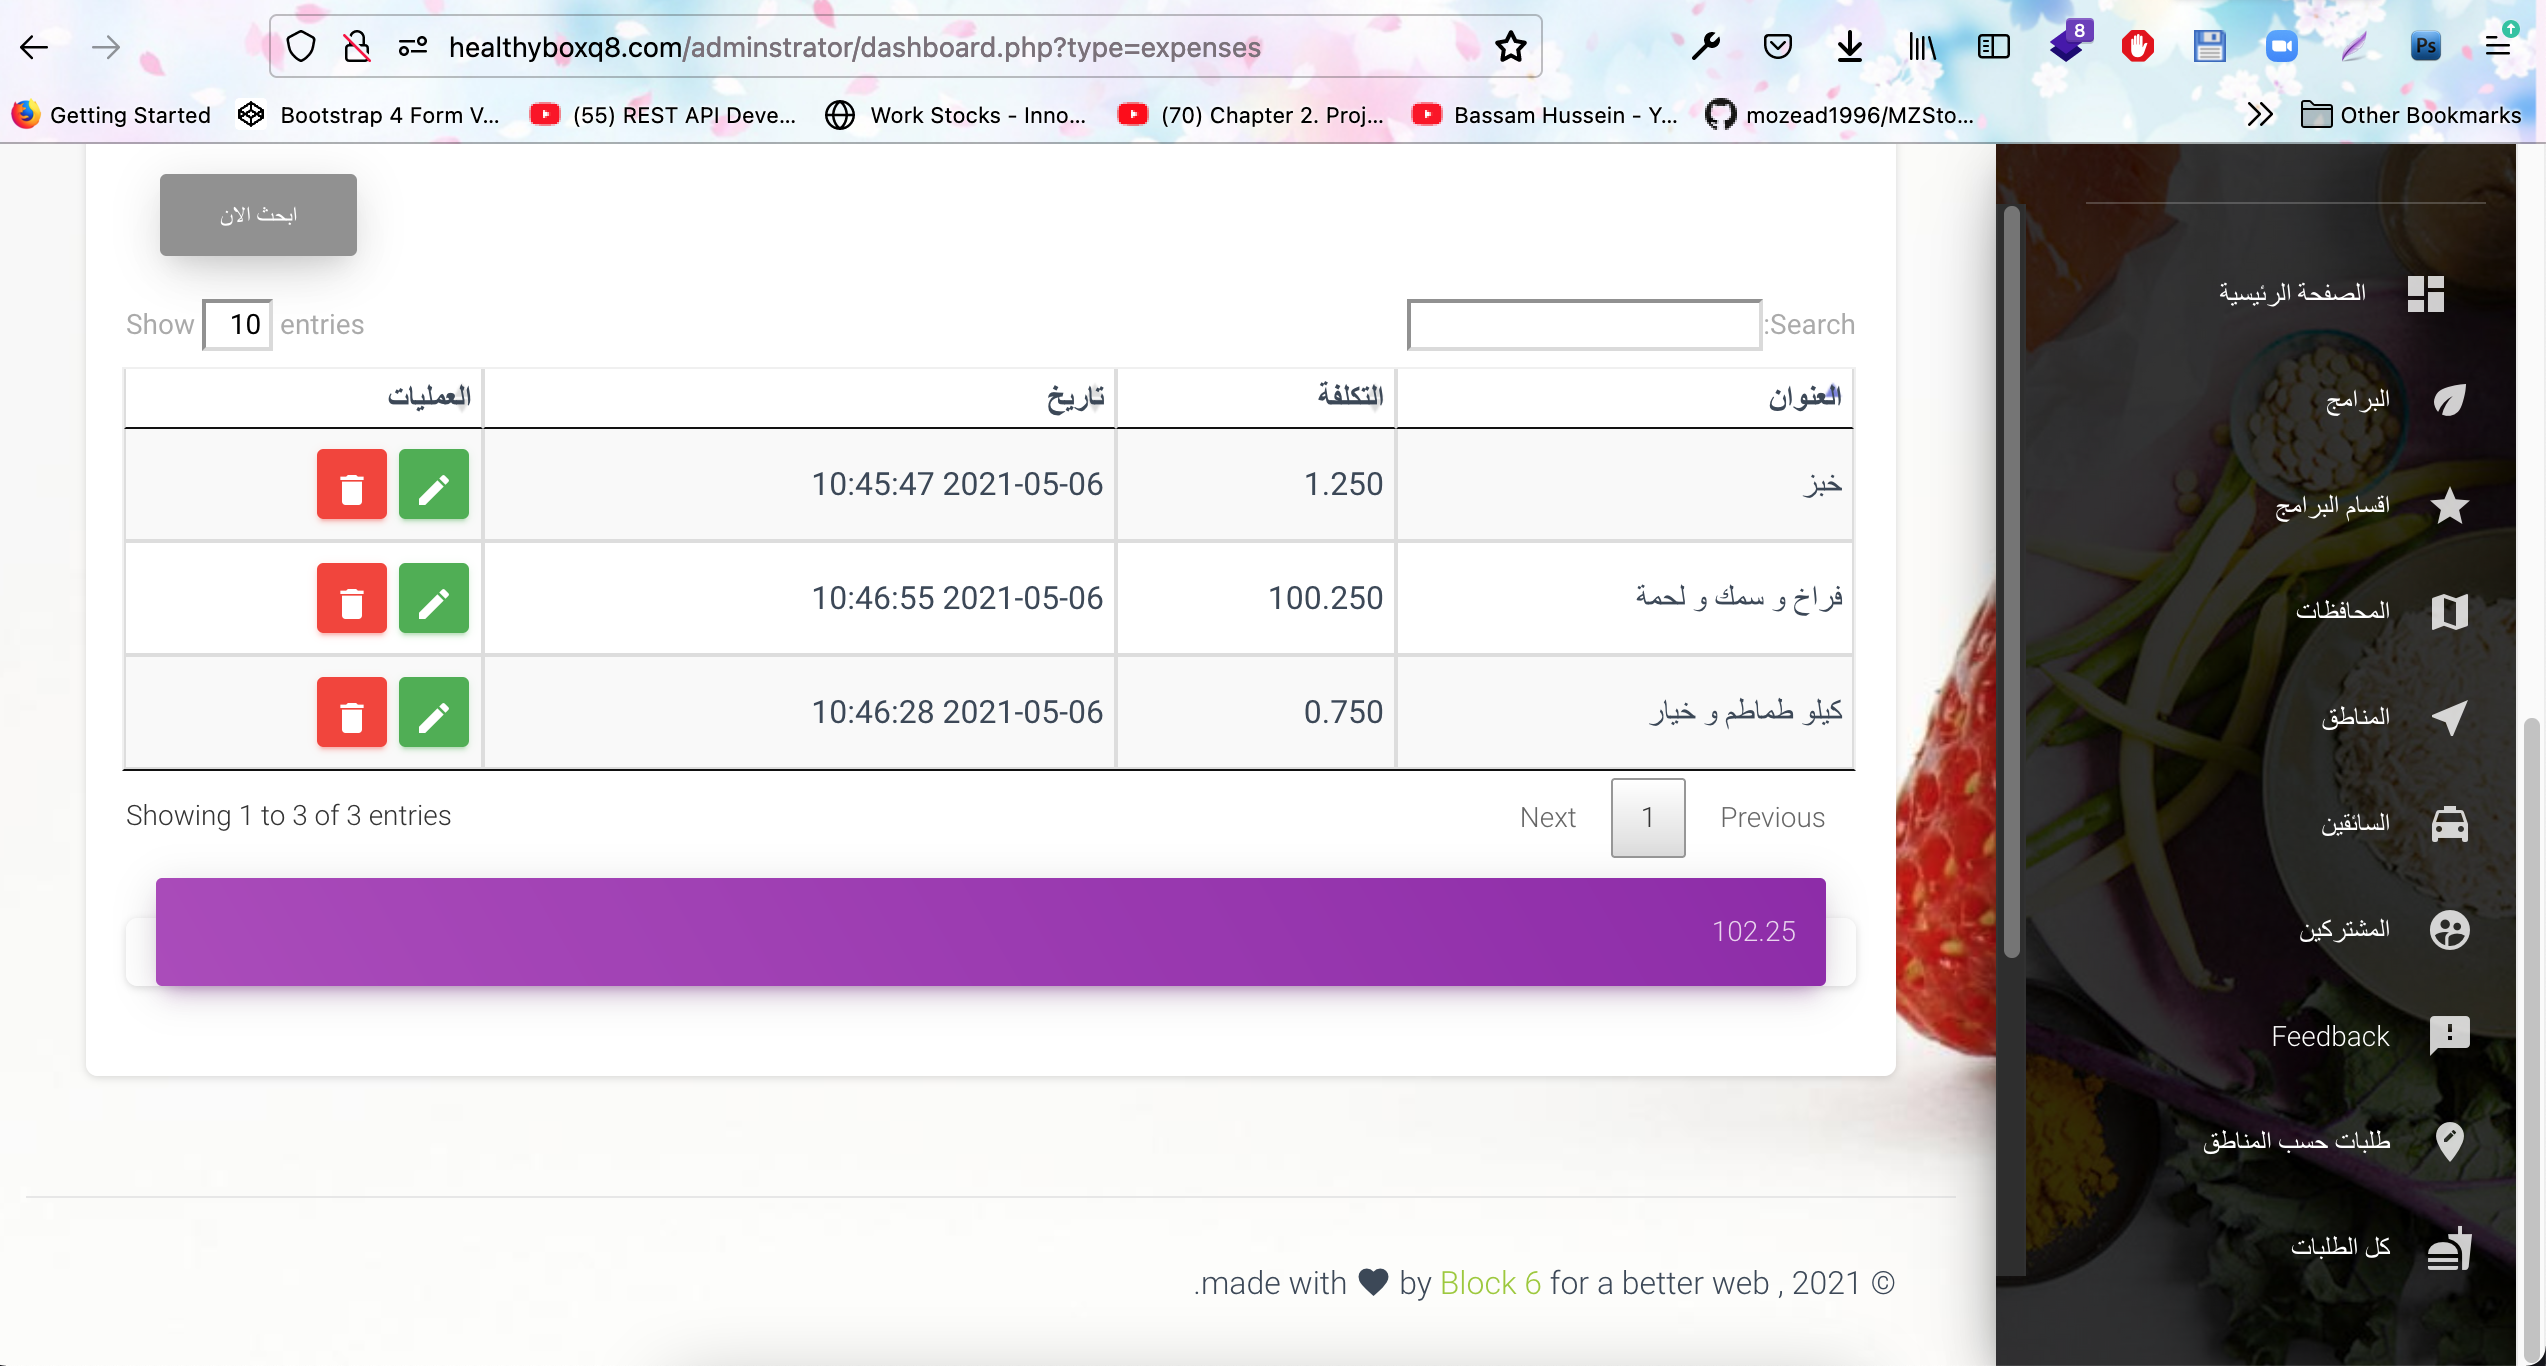 healthyboxq8.com/adminstrator/dashboard.php?type=expenses
8
Ps
Getting Started
Bootstrap 4 Form V...
(55) REST API Deve...
Work Stocks - Inno...
(70) Chapter 2. Proj...
Bassam Hussein - Y...
mozead1996/MZSto...
Other Bookmarks
ابحث الان
Show 10 entries
Search:
العنوان التكلفة تاريخ العمليات
خبز 1.250 2021-05-06 10:45:47
فراخ و سمك و لحمة 100.250 2021-05-06 10:46:55
كيلو طماطم و خيار 0.750 2021-05-06 10:46:28
Showing 1 to 3 of 3 entries
Previous 1 Next
102.25
© 2021 , made with by Block 6 for a better web.
الصفحة الرئيسية
البرامج
اقسام البرامج
المحافظات
المناطق
السائقين
المشتركين
Feedback
طلبات حسب المناطق
كل الطلبات